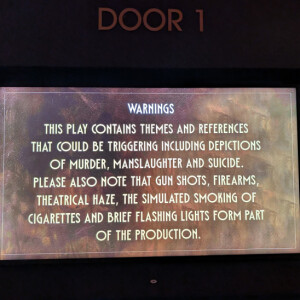 DOOR 1
WARNINGS
THIS PLAY CONTAINS THEMES AND REFERENCES
THAT COULD BE TRIGGERING INCLUDING DEPICTIONS
OF MURDER, MANSLAUGHTER AND SUICIDE.
PLEASE ALSO NOTE THAT GUN SHOTS, FIREARMS,
THEATRICAL HAZE, THE SIMULATED SMOKING OF
CIGARETTES AND BRIEF FLASHING LIGHTS FORM PART
OF THE PRODUCTION.